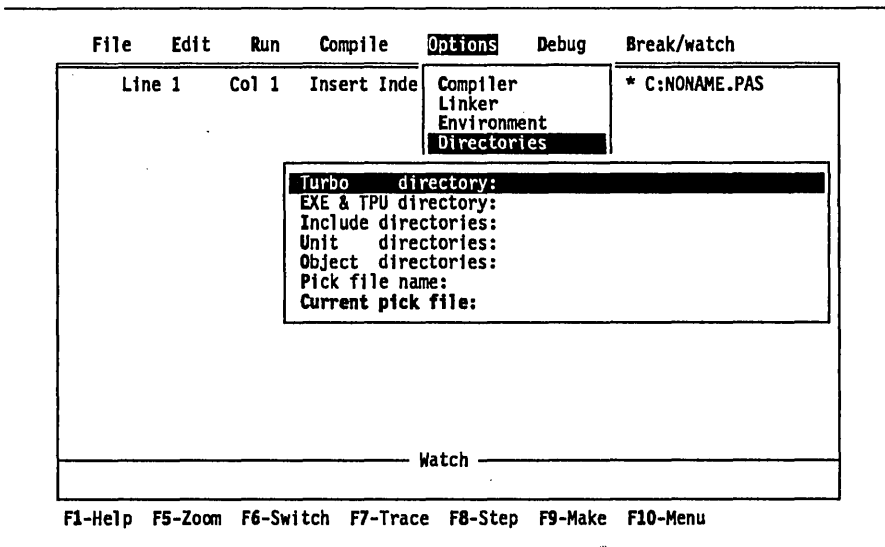 File Edit Run Compile Options Debug Break/watch
Line 1 Col 1 Insert Inde * C:NONAME.PAS
Compiler
Linker
Environment
Directories
Turbo directory:
EXE & TPU directory:
Include directories:
Unit directories:
Object directories:
Pick file name:
Current pick file:
Watch
F1-Help F5-Zoom F6-Switch F7-Trace F8-Step F9-Make F10-Menu